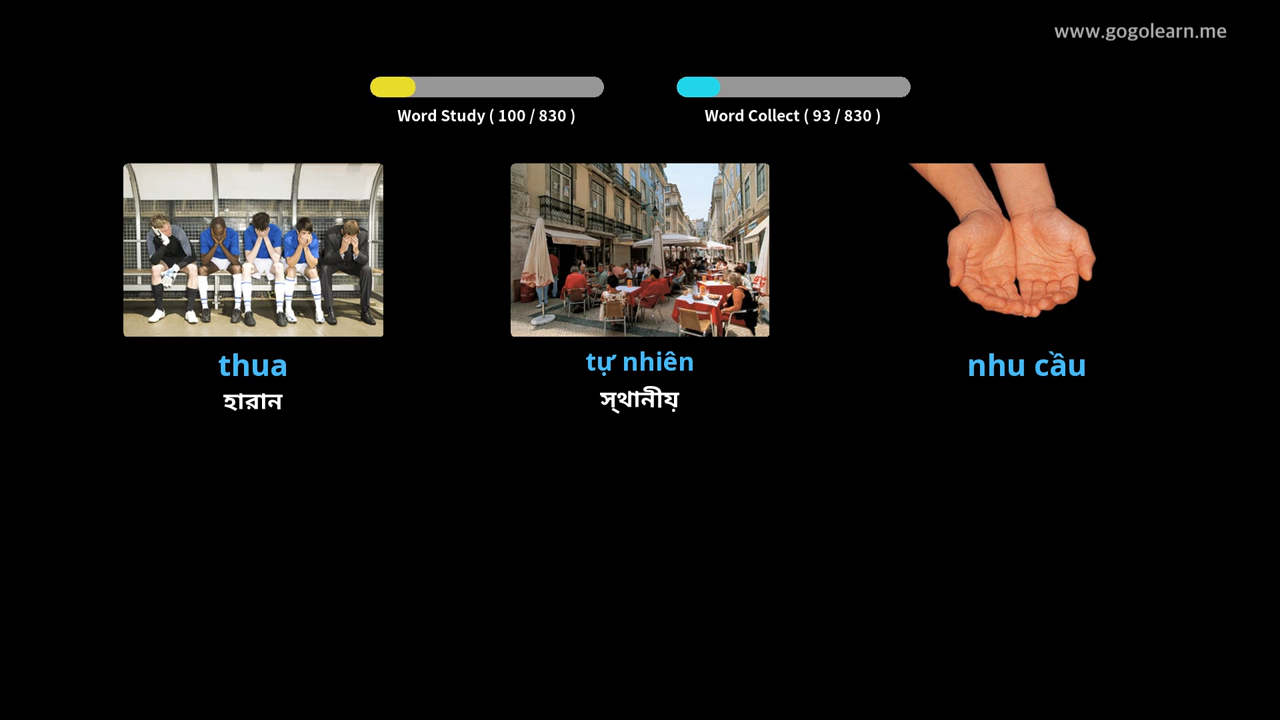 www.gogolearn.me
Word Study ( 100 / 830 )
Word Collect ( 93 / 830 )
thua
tự nhiên
nhu cầu
হারান
স্থানীয়